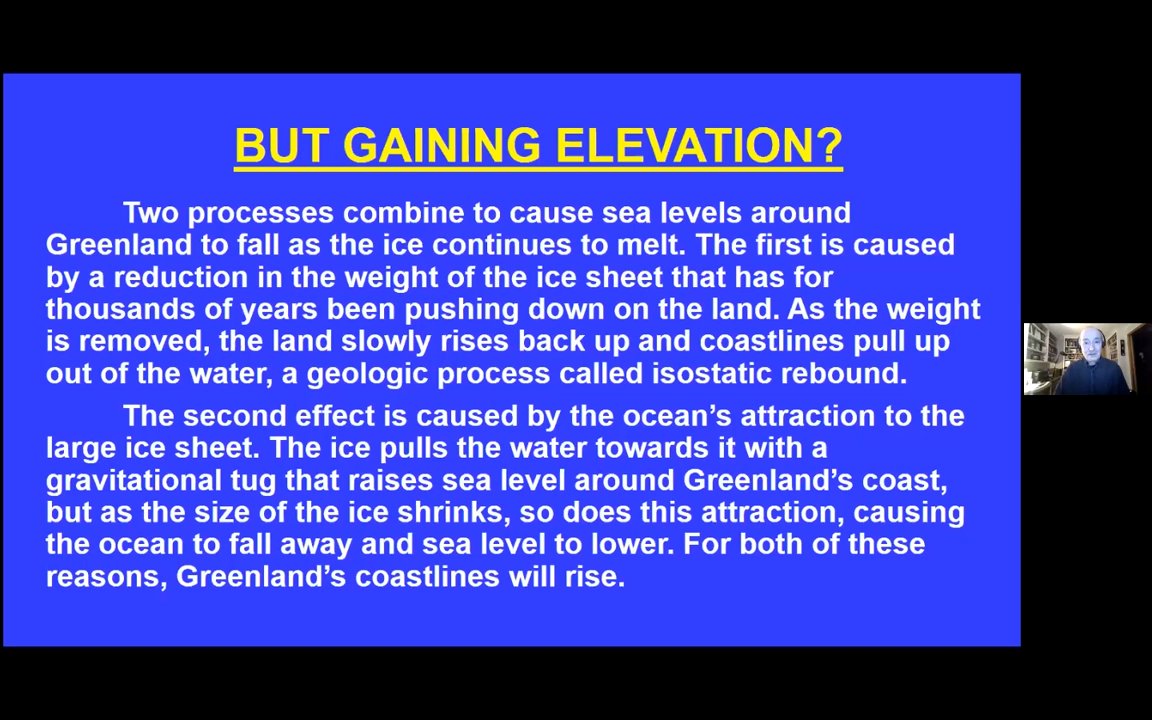 BUT GAINING ELEVATION?
Two processes combine to cause sea levels around
Greenland to fall as the ice continues to melt. The first is caused
by a reduction in the weight of the ice sheet that has for
thousands of years been pushing down on the land. As the weight
is removed, the land slowly rises back up and coastlines pull up
out of the water, a geologic process called isostatic rebound.
The second effect is caused by the ocean’s attraction to the
large ice sheet. The ice pulls the water towards it with a
gravitational tug that raises sea level around Greenland’s coast,
but as the size of the ice shrinks, so does this attraction, causing
the ocean to fall away and sea level to lower. For both of these
reasons, Greenland’s coastlines will rise.